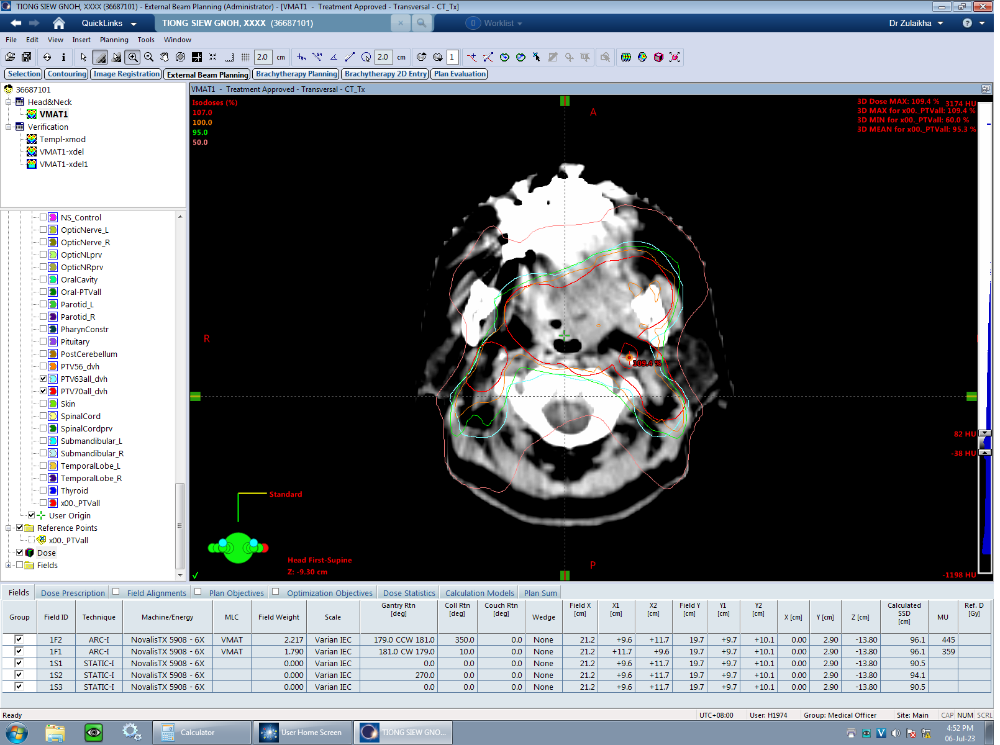 TIONG SIEW GNOH, XXXX (36687101) - External Beam Planning (Administrator) - [VMAT1 - Treatment Approved - Transversal - CT_Tx]
QuickLinks
TIONG SIEW GNOH, XXXX (36687101)
0 Worklist
Dr Zulaikha
File Edit View Insert Planning Tools Window
2.0 cm 2.0 cm 1
Selection Contouring Image Registration External Beam Planning Brachytherapy Planning Brachytherapy 2D Entry Plan Evaluation
36687101
Head&Neck
VMAT1
Verification
Templ-xmod
VMAT1-xdel
VMAT1-xdel1
NS_Control
OpticNerve_L
OpticNerve_R
OpticNLprv
OpticNRprv
OralCavity
Oral-PTVall
Parotid_L
Parotid_R
PharynConstr
Pituitary
PostCerebellum
PTV56_dvh
PTV63all_dvh
PTV70all_dvh
Skin
SpinalCord
SpinalCordprv
Submandibular_L
Submandibular_R
TemporalLobe_L
TemporalLobe_R
Thyroid
x00._PTVall
User Origin
Reference Points
x00._PTVall
Dose
Fields
VMAT1 - Treatment Approved - Transversal - CT_Tx
Isodoses (%)
107.0
100.0
95.0
50.0
3D Dose MAX: 109.4 %
3D MAX for x00._PTVall: 109.4 %
3D MIN for x00._PTVall: 60.0 %
3D MEAN for x00._PTVall: 95.3 %
3174 HU
A
R
109.4 %
82 HU
-38 HU
Standard
Head First-Supine
Z: -9.30 cm
P
-1198 HU
Fields Dose Prescription Field Alignments Plan Objectives Optimization Objectives Dose Statistics Calculation Models Plan Sum
Group Field ID Technique Machine/Energy MLC Field Weight Scale Gantry Rtn [deg] Coll Rtn [deg] Couch Rtn [deg] Wedge Field X [cm] X1 [cm] X2 [cm] Field Y [cm] Y1 [cm] Y2 [cm] X [cm] Y [cm] Z [cm] Calculated SSD [cm] MU Ref. D [Gy]
1F2 ARC-I NovalisTX 5908 - 6X VMAT 2.217 Varian IEC 179.0 CCW 181.0 350.0 0.0 None 21.2 +9.6 +11.7 19.7 +9.7 +10.1 0.00 2.90 -13.80 96.1 445
1F1 ARC-I NovalisTX 5908 - 6X VMAT 1.790 Varian IEC 181.0 CW 179.0 10.0 0.0 None 21.2 +11.7 +9.6 19.7 +9.7 +10.1 0.00 2.90 -13.80 96.1 359
1S1 STATIC-I NovalisTX 5908 - 6X 0.000 Varian IEC 0.0 0.0 0.0 None 21.2 +9.6 +11.7 19.7 +9.7 +10.1 0.00 2.90 -13.80 90.5
1S2 STATIC-I NovalisTX 5908 - 6X 0.000 Varian IEC 270.0 0.0 0.0 None 21.2 +9.6 +11.7 19.7 +9.7 +10.1 0.00 2.90 -13.80 94.1
1S3 STATIC-I NovalisTX 5908 - 6X 0.000 Varian IEC 0.0 0.0 0.0 None 21.2 +9.6 +11.7 19.7 +9.7 +10.1 0.00 2.90 -13.80 90.5
Ready
UTC+08:00 User: H1974 Group: Medical Officer Site: Main CAP NUM SCRL
Calculator
User Home Screen
TIONG SIEW GNO...
4:52 PM
06-Jul-23